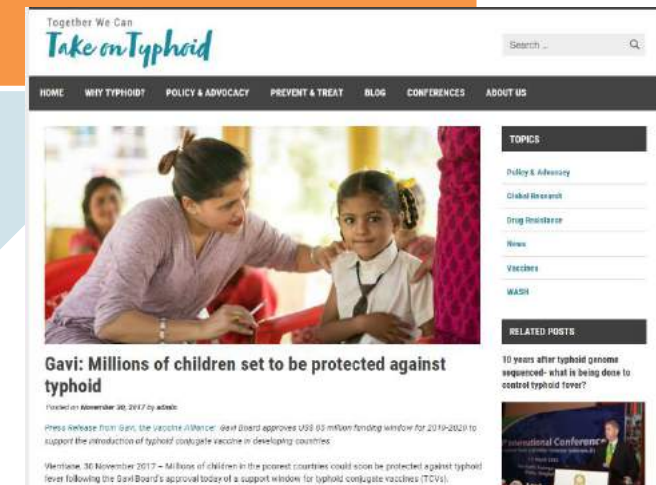 Together We Can
Take on Typhoid
Search ...
HOME WHY TYPHOID? POLICY & ADVOCACY PREVENT & TREAT BLOG CONFERENCES ABOUT US
TOPICS
Policy & Advocacy
Global Research
Drug Resistance
News
Vaccines
WASH
RELATED POSTS
10 years after typhoid genome
sequenced- what is being done to
control typhoid fever?
International Conference
Gavi: Millions of children set to be protected against
typhoid
Posted on November 30, 2017 by admin
Press Release from Gavi, the Vaccine Alliance: Gavi Board approves US$ 85 million funding window for 2019-2020 to
support the introduction of typhoid conjugate vaccine in developing countries
Vientiane, 30 November 2017 – Millions of children in the poorest countries could soon be protected against typhoid
fever following the Gavi Board's approval today of a support window for typhoid conjugate vaccines (TCVs).